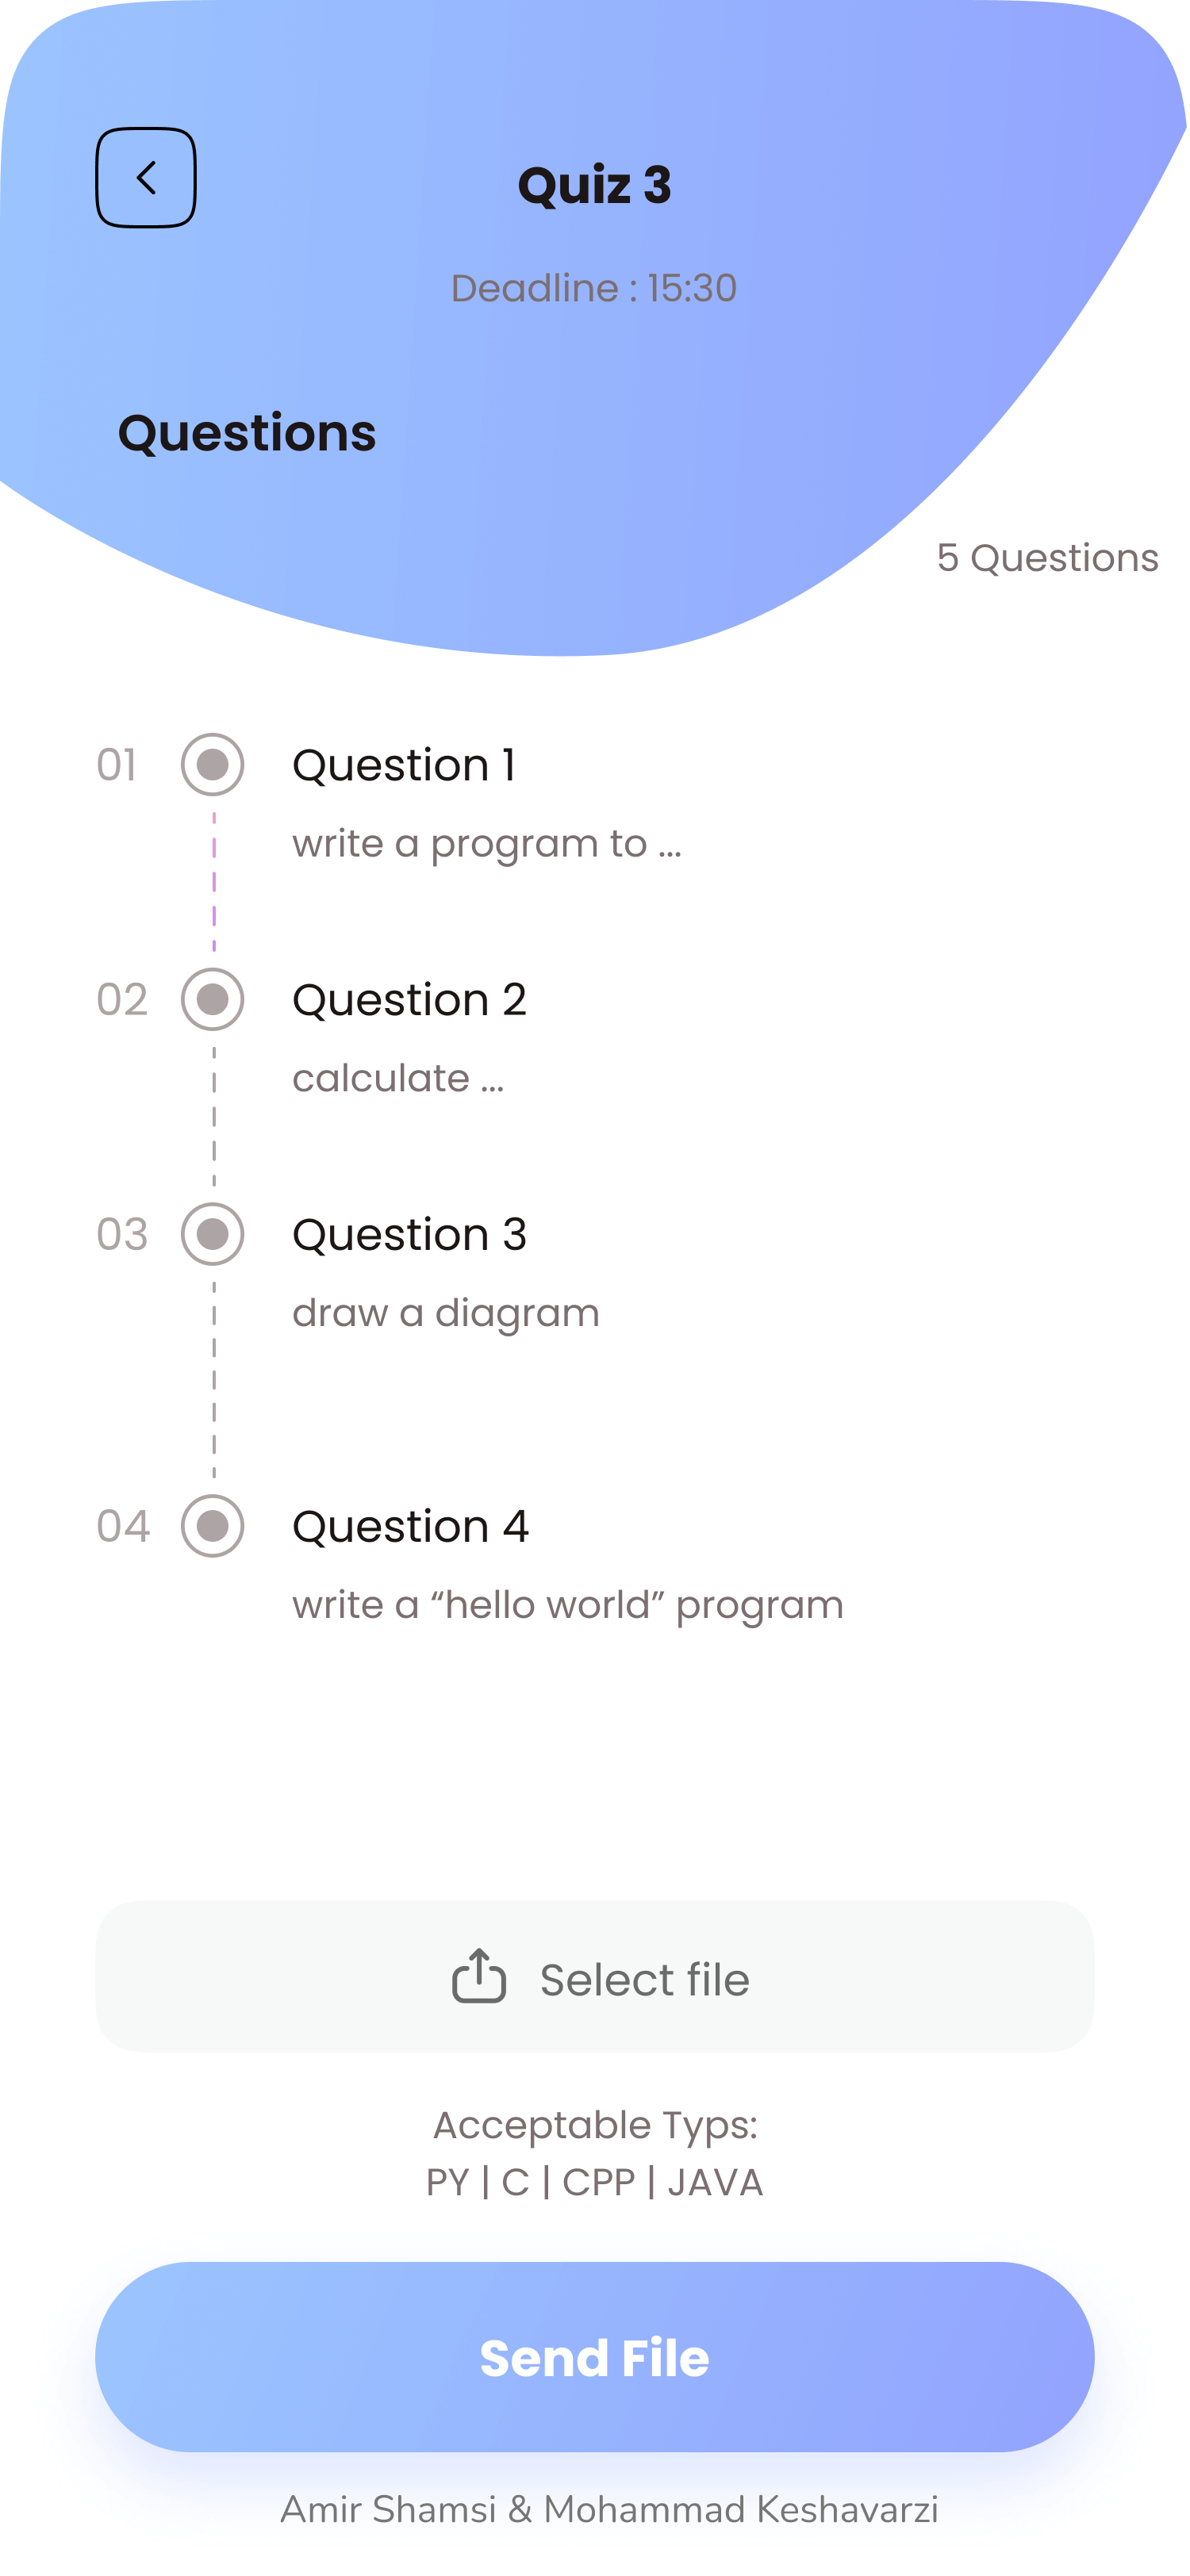 Quiz 3
Deadline : 15:30
Questions
5 Questions
01 Question 1
write a program to ...
02 Question 2
calculate ...
03 Question 3
draw a diagram
04 Question 4
write a “hello world” program
Select file
Acceptable Typs:
PY | C | CPP | JAVA
Send File
Amir Shamsi & Mohammad Keshavarzi